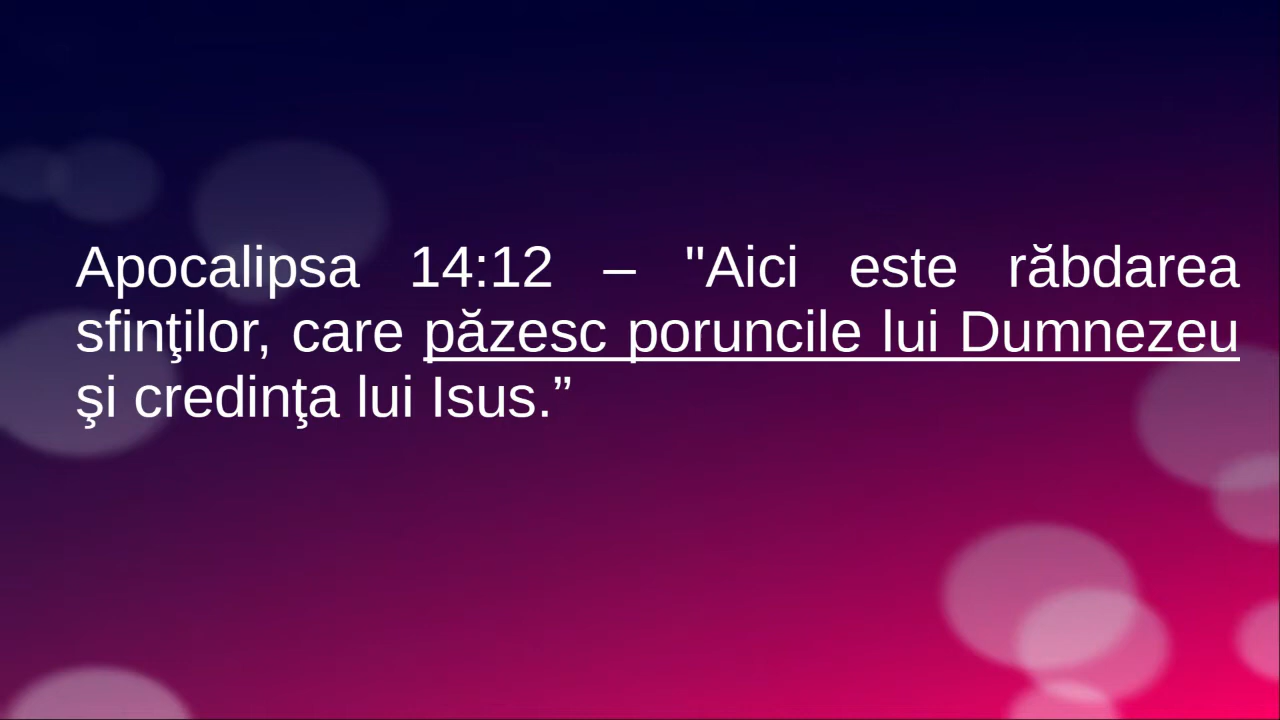 Apocalipsa 14:12 – "Aici este răbdarea
sfinţilor, care păzesc poruncile lui Dumnezeu
şi credinţa lui Isus.”